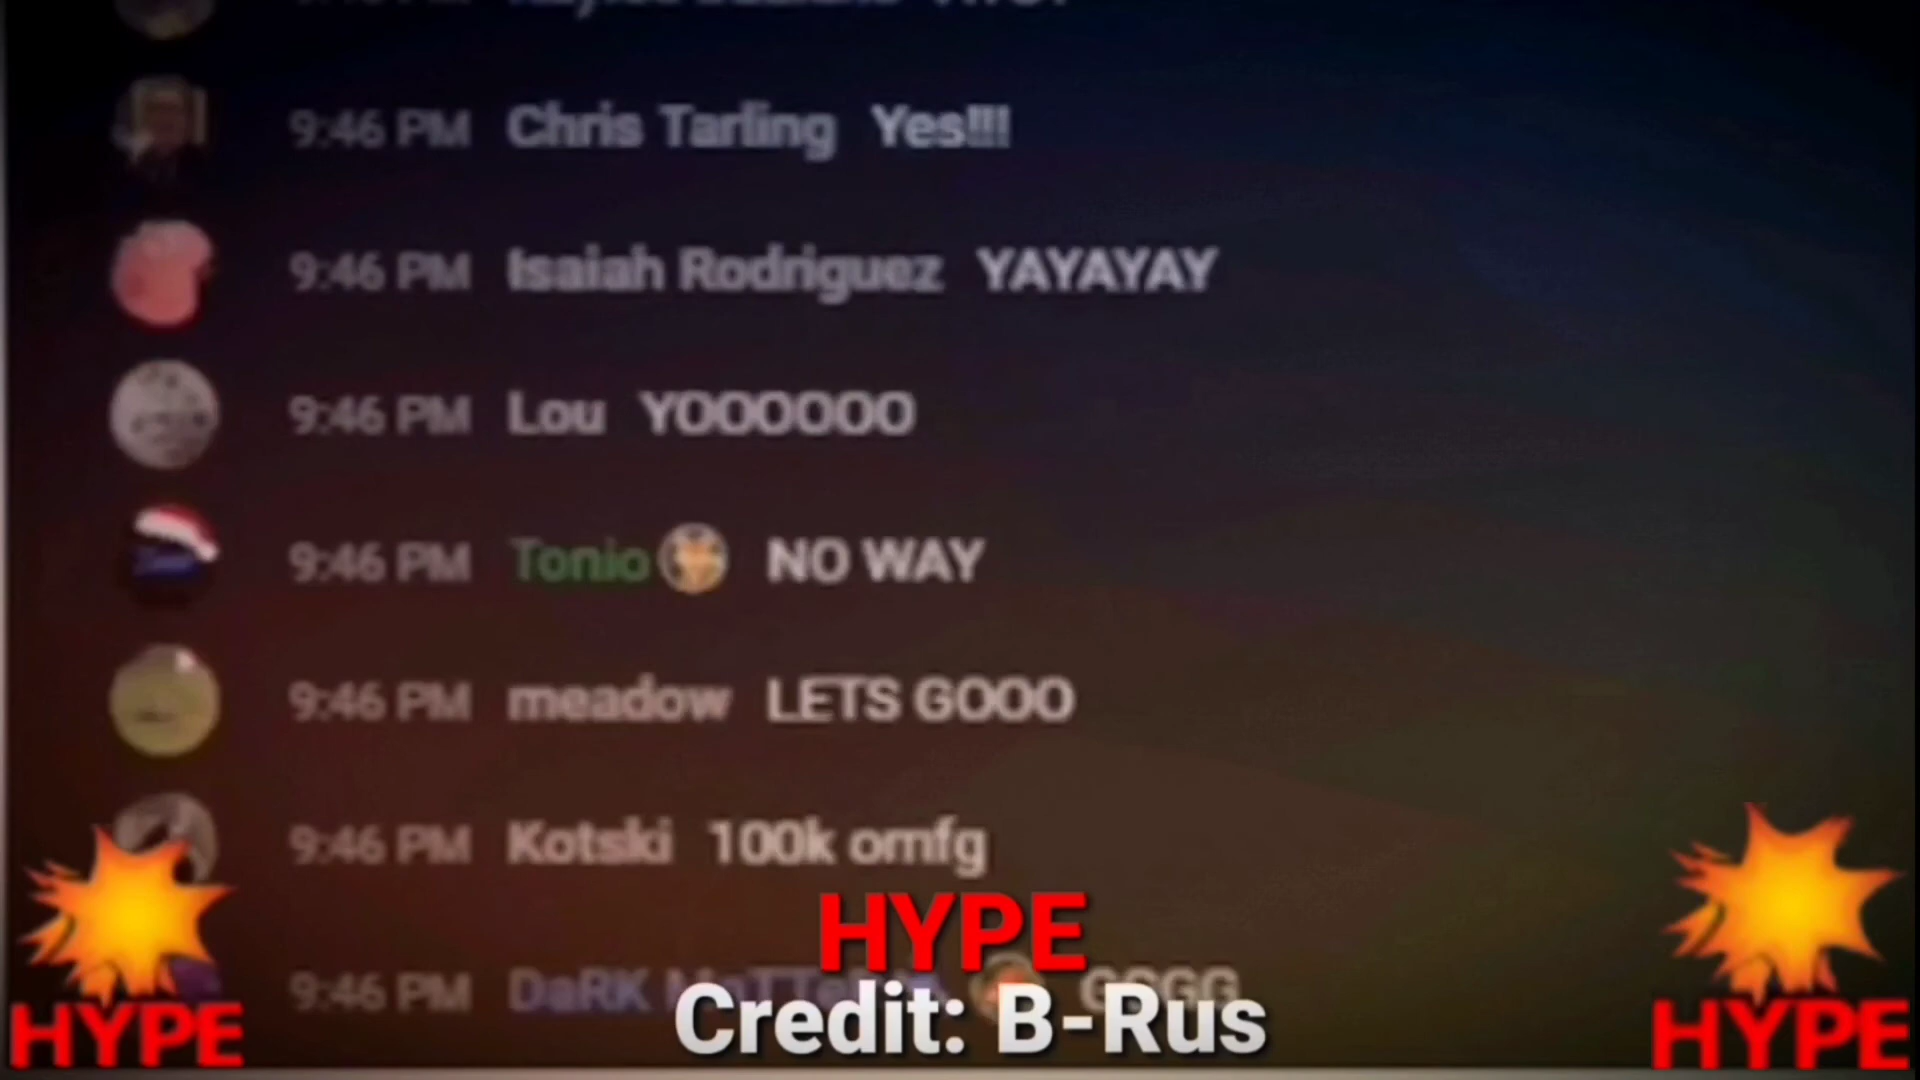 9:46 PM Chris Tarling Yes!!!
9:46 PM Isaiah Rodriguez YAYAYAY
9:46 PM Lou YOOOOOO
9:46 PM Tonio NO WAY
9:46 PM meadow LETS GOOO
9:46 PM Kotski 100k omfg
HYPE
9:46 PM DaRK GGGG
Credit: B-Rus
HYPE
HYPE